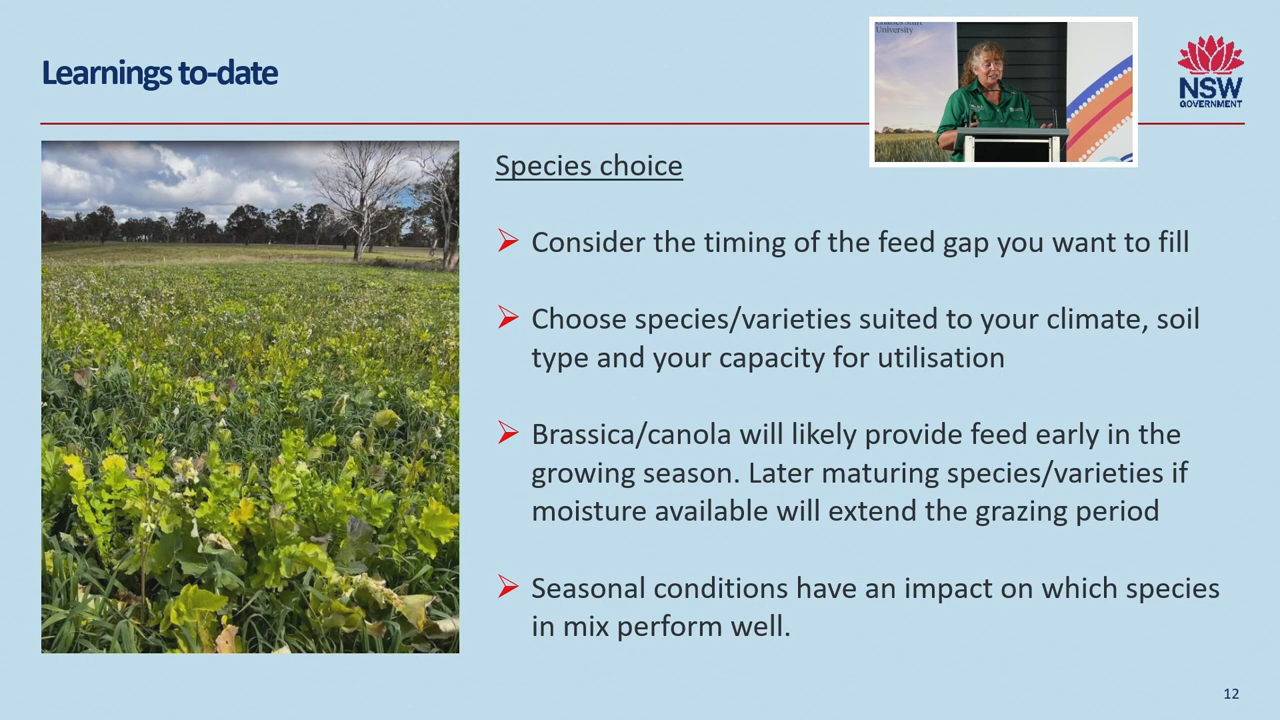 Learnings to-date
Charles Sturt
University
NSW
GOVERNMENT
Species choice
Consider the timing of the feed gap you want to fill
Choose species/varieties suited to your climate, soil
type and your capacity for utilisation
Brassica/canola will likely provide feed early in the
growing season. Later maturing species/varieties if
moisture available will extend the grazing period
Seasonal conditions have an impact on which species
in mix perform well.
12